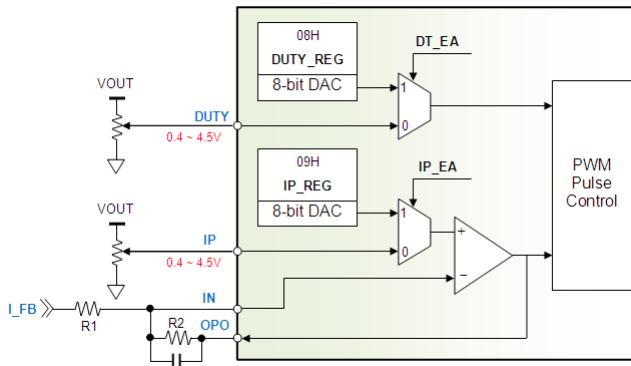 08H
DUTY_REG
8-bit DAC
DT_EA
VOUT
DUTY
1
0
0.4 ~ 4.5V
09H
IP_REG
8-bit DAC
IP_EA
PWM
Pulse
Control
VOUT
IP
1
0
+
0.4 ~ 4.5V
−
I_FB
R1
IN
R2
OPO